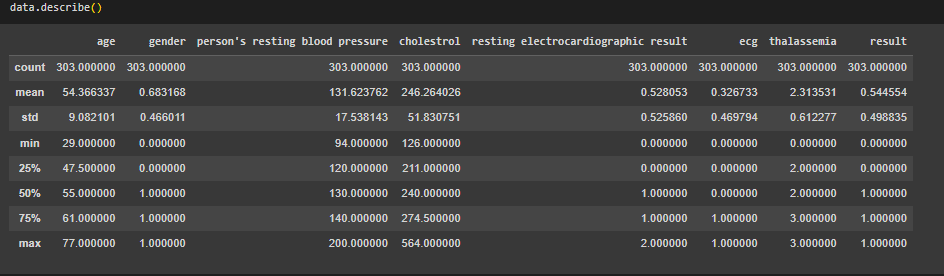 data.describe()
age gender person's resting blood pressure cholestrol resting electrocardiographic result ecg thalassemia result
count 303.000000 303.000000 303.000000 303.000000 303.000000 303.000000 303.000000 303.000000
mean 54.366337 0.683168 131.623762 246.264026 0.528053 0.326733 2.313531 0.544554
std 9.082101 0.466011 17.538143 51.830751 0.525860 0.469794 0.612277 0.498835
min 29.000000 0.000000 94.000000 126.000000 0.000000 0.000000 0.000000 0.000000
25% 47.500000 0.000000 120.000000 211.000000 0.000000 0.000000 2.000000 0.000000
50% 55.000000 1.000000 130.000000 240.000000 1.000000 0.000000 2.000000 1.000000
75% 61.000000 1.000000 140.000000 274.500000 1.000000 1.000000 3.000000 1.000000
max 77.000000 1.000000 200.000000 564.000000 2.000000 1.000000 3.000000 1.000000